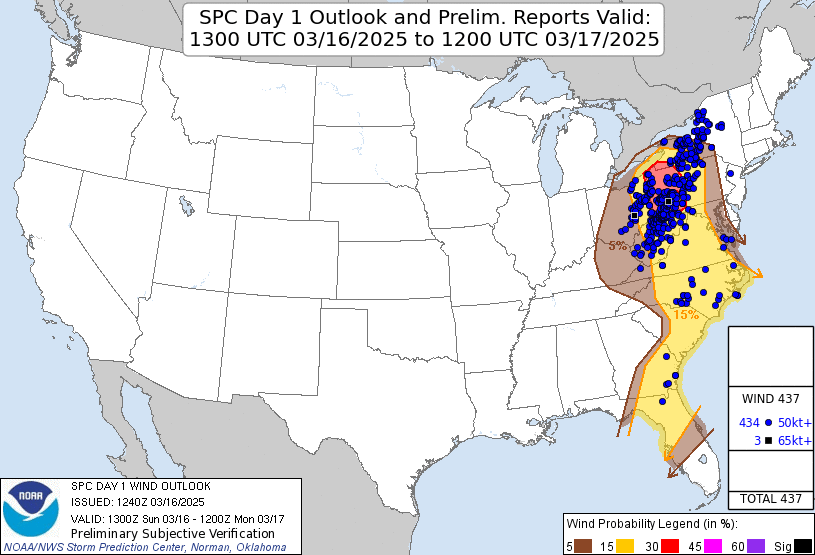 SPC Day 1 Outlook and Prelim. Reports Valid:
1300 UTC 03/16/2025 to 1200 UTC 03/17/2025
5%
15%
WIND 437
434 50kt+
3 65kt+
TOTAL 437
NOAA
SPC DAY 1 WIND OUTLOOK
ISSUED: 1240Z 03/16/2025
VALID: 1300Z Sun 03/16 - 1200Z Mon 03/17
Preliminary Subjective Verification
NOAA/NWS Storm Prediction Center, Norman, Oklahoma
Wind Probability Legend (in %):
5 15 30 45 60 Sig